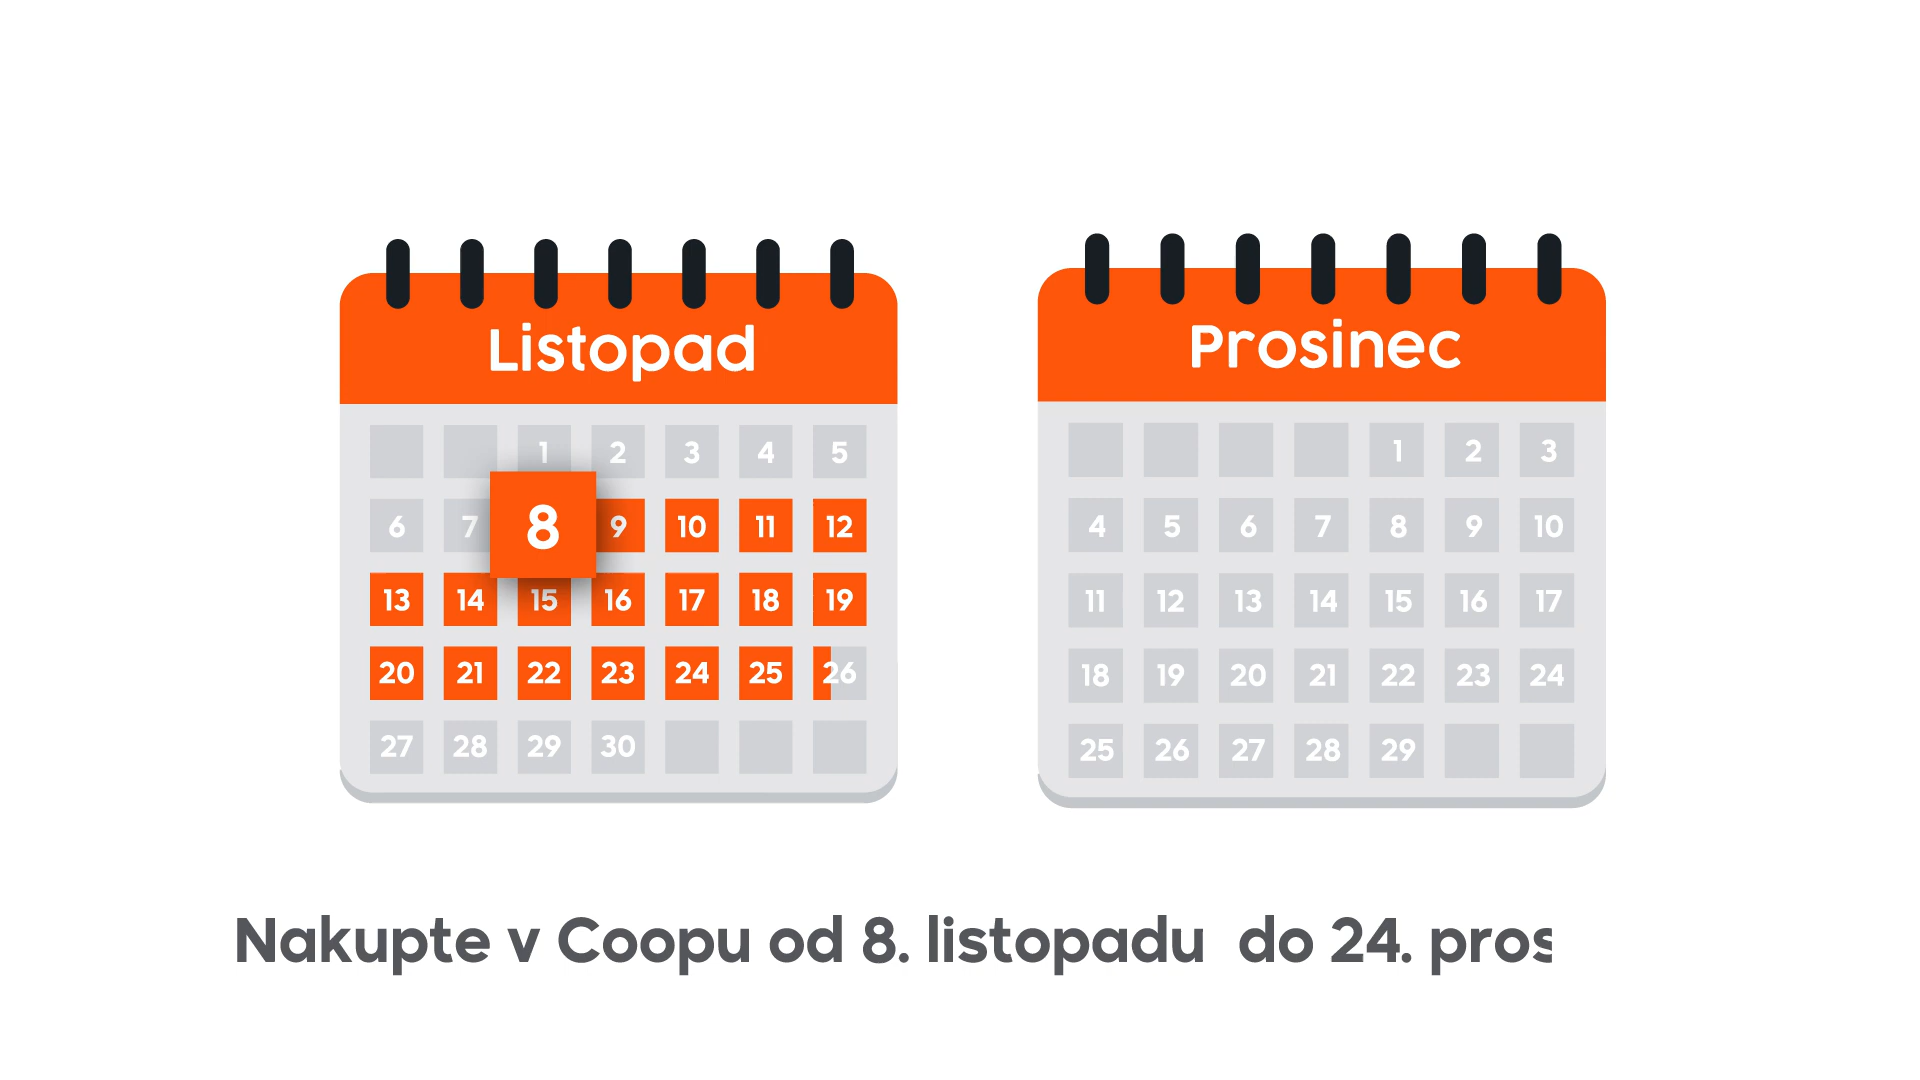 Listopad
1 2 3 4 5
6 7 8 9 10 11 12
13 14 15 16 17 18 19
20 21 22 23 24 25 26
27 28 29 30
Prosinec
1 2 3
4 5 6 7 8 9 10
11 12 13 14 15 16 17
18 19 20 21 22 23 24
25 26 27 28 29
Nakupte v Coopu od 8. listopadu do 24. pros